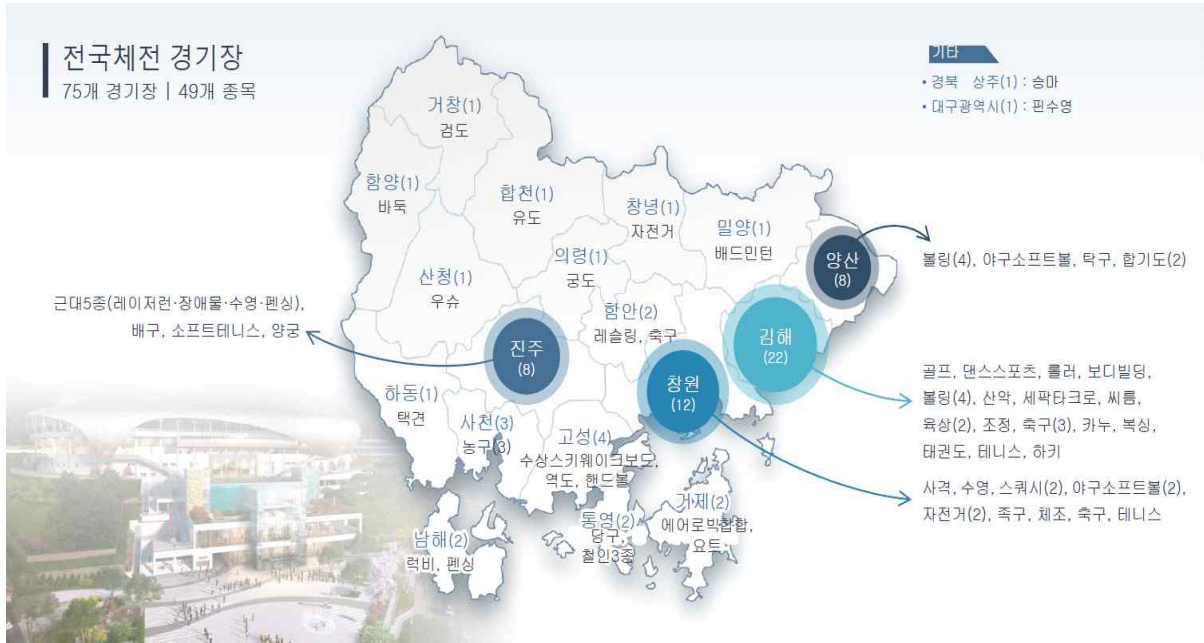 전국체전 경기장
75개 경기장 | 49개 종목
기타
• 경북 상주(1) : 승마
• 대구광역시(1) : 핀수영
거창(1)
검도
함양(1)
바둑
합천(1)
유도
창녕(1)
자전거
밀양(1)
배드민턴
양산
(8)
볼링(4), 야구소프트볼, 탁구, 합기도(2)
산청(1)
우슈
의령(1)
궁도
함안(2)
레슬링, 축구
김해
(22)
근대5종(레이저런·장애물·수영·펜싱),
배구, 소프트테니스, 양궁
진주
(8)
창원
(12)
골프, 댄스스포츠, 롤러, 보디빌딩,
볼링(4), 산악, 세팍타크로, 씨름,
육상(2), 조정, 축구(3), 카누, 복싱,
태권도, 테니스, 하키
하동(1)
택견
사천(3)
농구(3)
고성(4)
수상스키웨이크보드,
역도, 핸드볼
사격, 수영, 스쿼시(2), 야구소프트볼(2),
자전거(2), 족구, 체조, 축구, 테니스
거제(2)
에어로빅힙합,
요트
통영(2)
당구,
철인3종
남해(2)
럭비, 펜싱